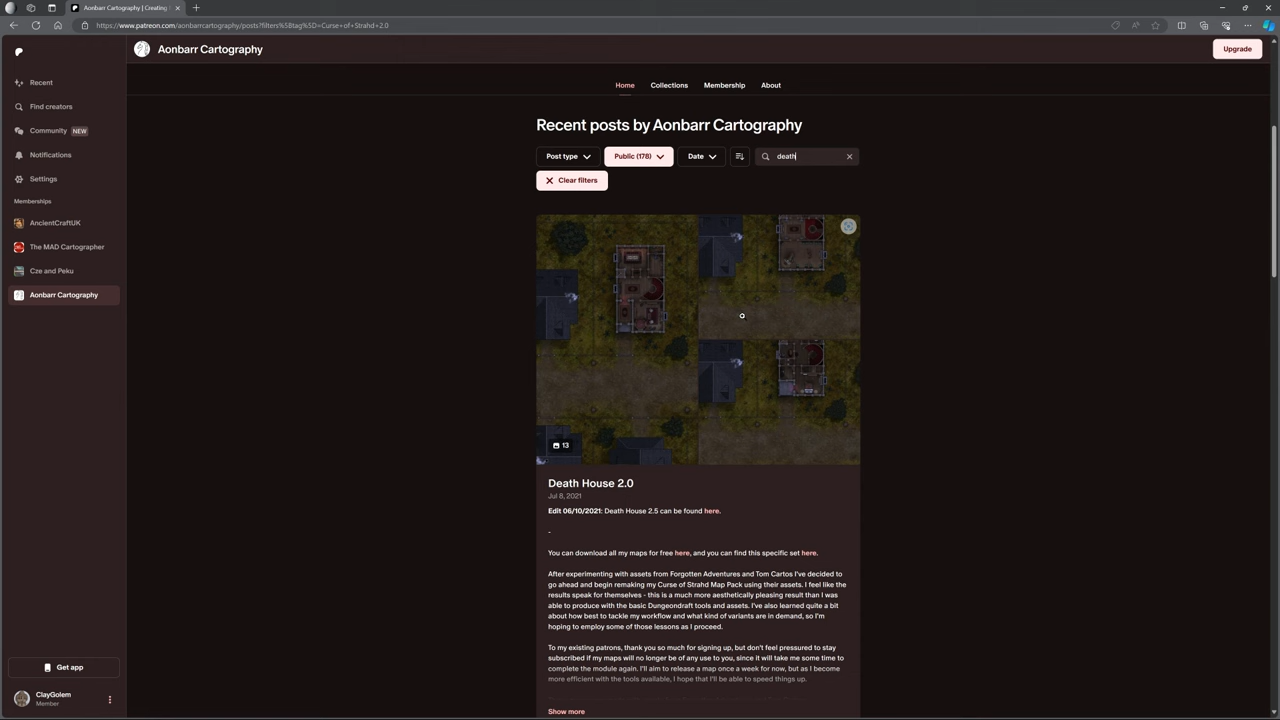 Aonbarr Cartography | Creating
https://www.patreon.com/aonbarrcartography/posts?filters%5Btag%5D=Curse+of+Strahd+2.0
Aonbarr Cartography
Upgrade
Recent
Find creators
Community NEW
Notifications
Settings
Memberships
AncientCraftUK
The MAD Cartographer
Cze and Peku
Aonbarr Cartography
Get app
ClayGolem
Member
Home Collections Membership About
Recent posts by Aonbarr Cartography
Post type Public (178) Date death
Clear filters
13
Death House 2.0
Jul 8, 2021
Edit 06/10/2021: Death House 2.5 can be found here.
-
You can download all my maps for free here, and you can find this specific set here.
After experimenting with assets from Forgotten Adventures and Tom Cartos I've decided to
go ahead and begin remaking my Curse of Strahd Map Pack using their assets. I feel like the
results speak for themselves - this is a much more aesthetically pleasing result than I was
able to produce with the basic Dungeondraft tools and assets. I've also learned quite a bit
about how best to tackle my workflow and what kind of variants are in demand, so I'm
hoping to employ some of those lessons as I proceed.
To my existing patrons, thank you so much for signing up, but don't feel pressured to stay
subscribed if my maps will no longer be of any use to you, since it will take me some time to
complete the module again. I'll aim to release a map once a week for now, but as I become
more efficient with the tools available, I hope that I'll be able to speed things up.
Show more